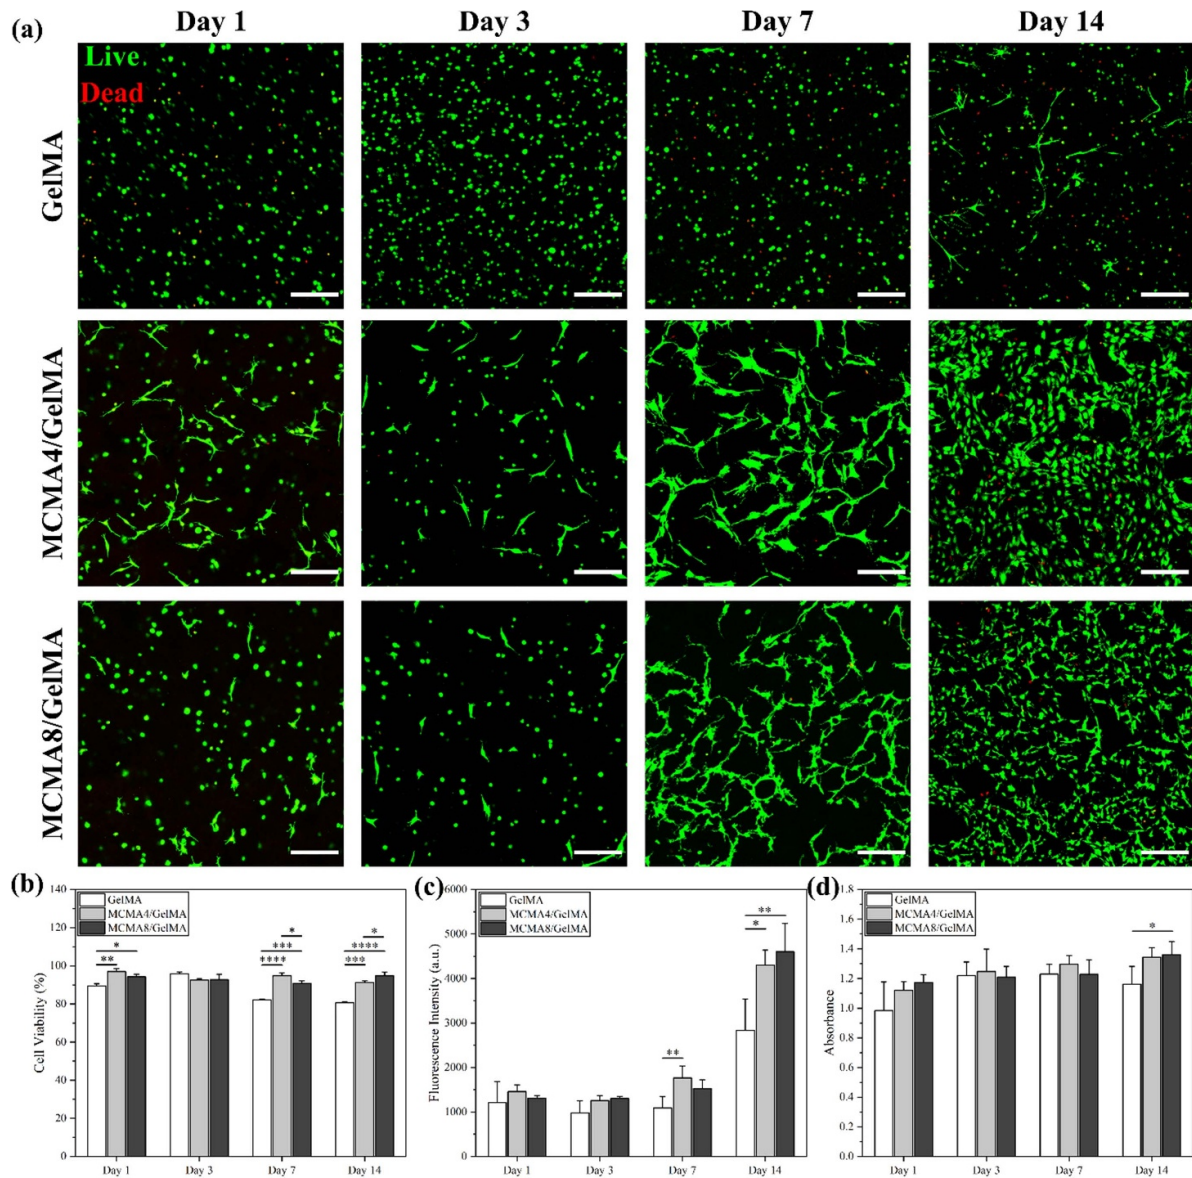 (a)
Day 1 Day 3 Day 7 Day 14
Live
Dead
GelMA
MCMA4/GelMA
MCMA8/GelMA
(b)
140
120
100
80
60
40
20
0
Cell Viability (%)
GelMA
MCMA4/GelMA
MCMA8/GelMA
*
**
*
***
****
*
****
***
Day 1 Day 3 Day 7 Day 14
(c)
6000
5000
4000
3000
2000
1000
0
Fluorescence Intensity (a.u.)
GelMA
MCMA4/GelMA
MCMA8/GelMA
**
**
*
Day 1 Day 3 Day 7 Day 14
(d)
1.8
1.6
1.4
1.2
1.0
0.8
0.6
0.4
0.2
0.0
Absorbance
GelMA
MCMA4/GelMA
MCMA8/GelMA
*
Day 1 Day 3 Day 7 Day 14